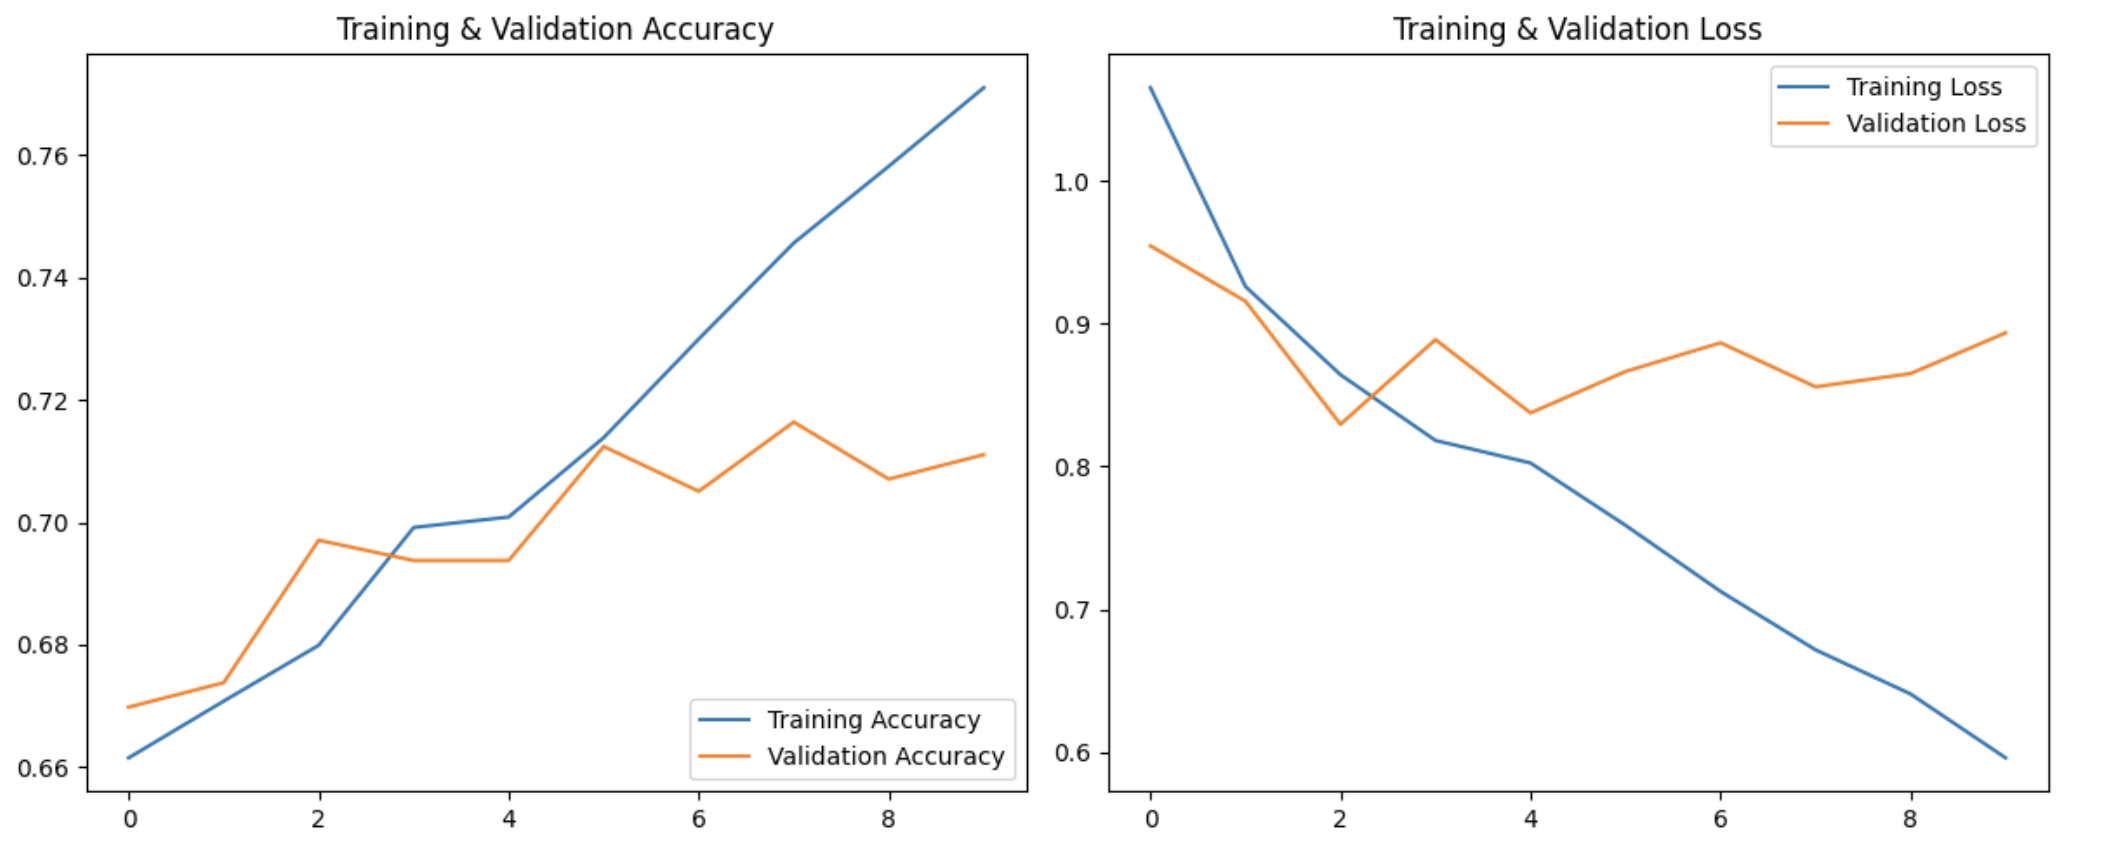 Training & Validation Accuracy
0.76
0.74
0.72
0.70
0.68
0.66
Training Accuracy
Validation Accuracy
0 2 4 6 8
Training & Validation Loss
Training Loss
Validation Loss
1.0
0.9
0.8
0.7
0.6
0 2 4 6 8